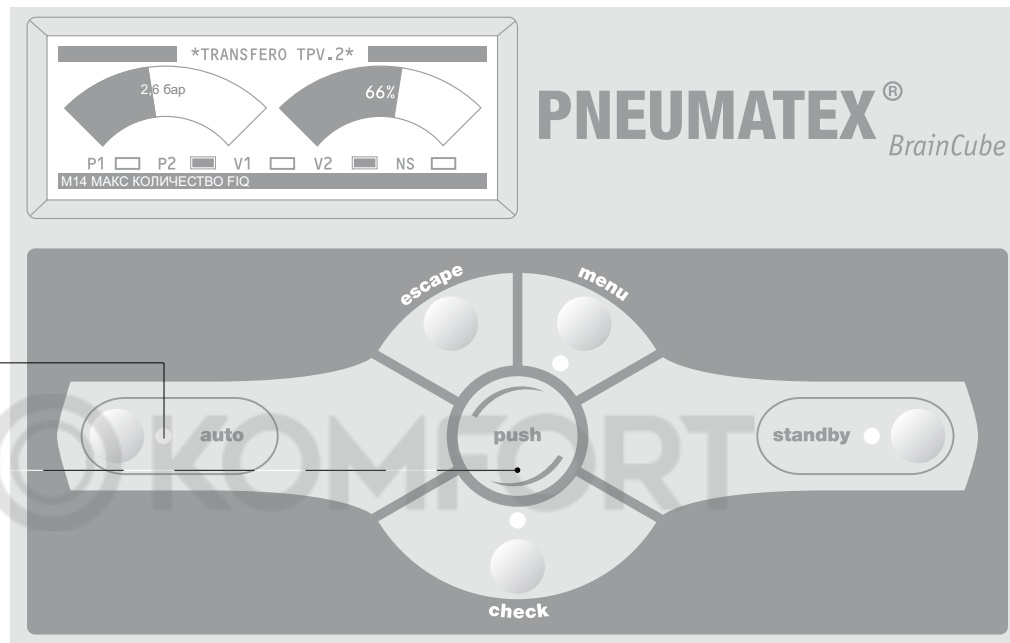 *TRANSFERO TPV.2*
2,6 бар
66%
P1 P2 V1 V2 NS
М14 МАКС КОЛИЧЕСТВО FIQ
PNEUMATEX®
BrainCube
escape
menu
auto
push
standby
check
© KOMFORT